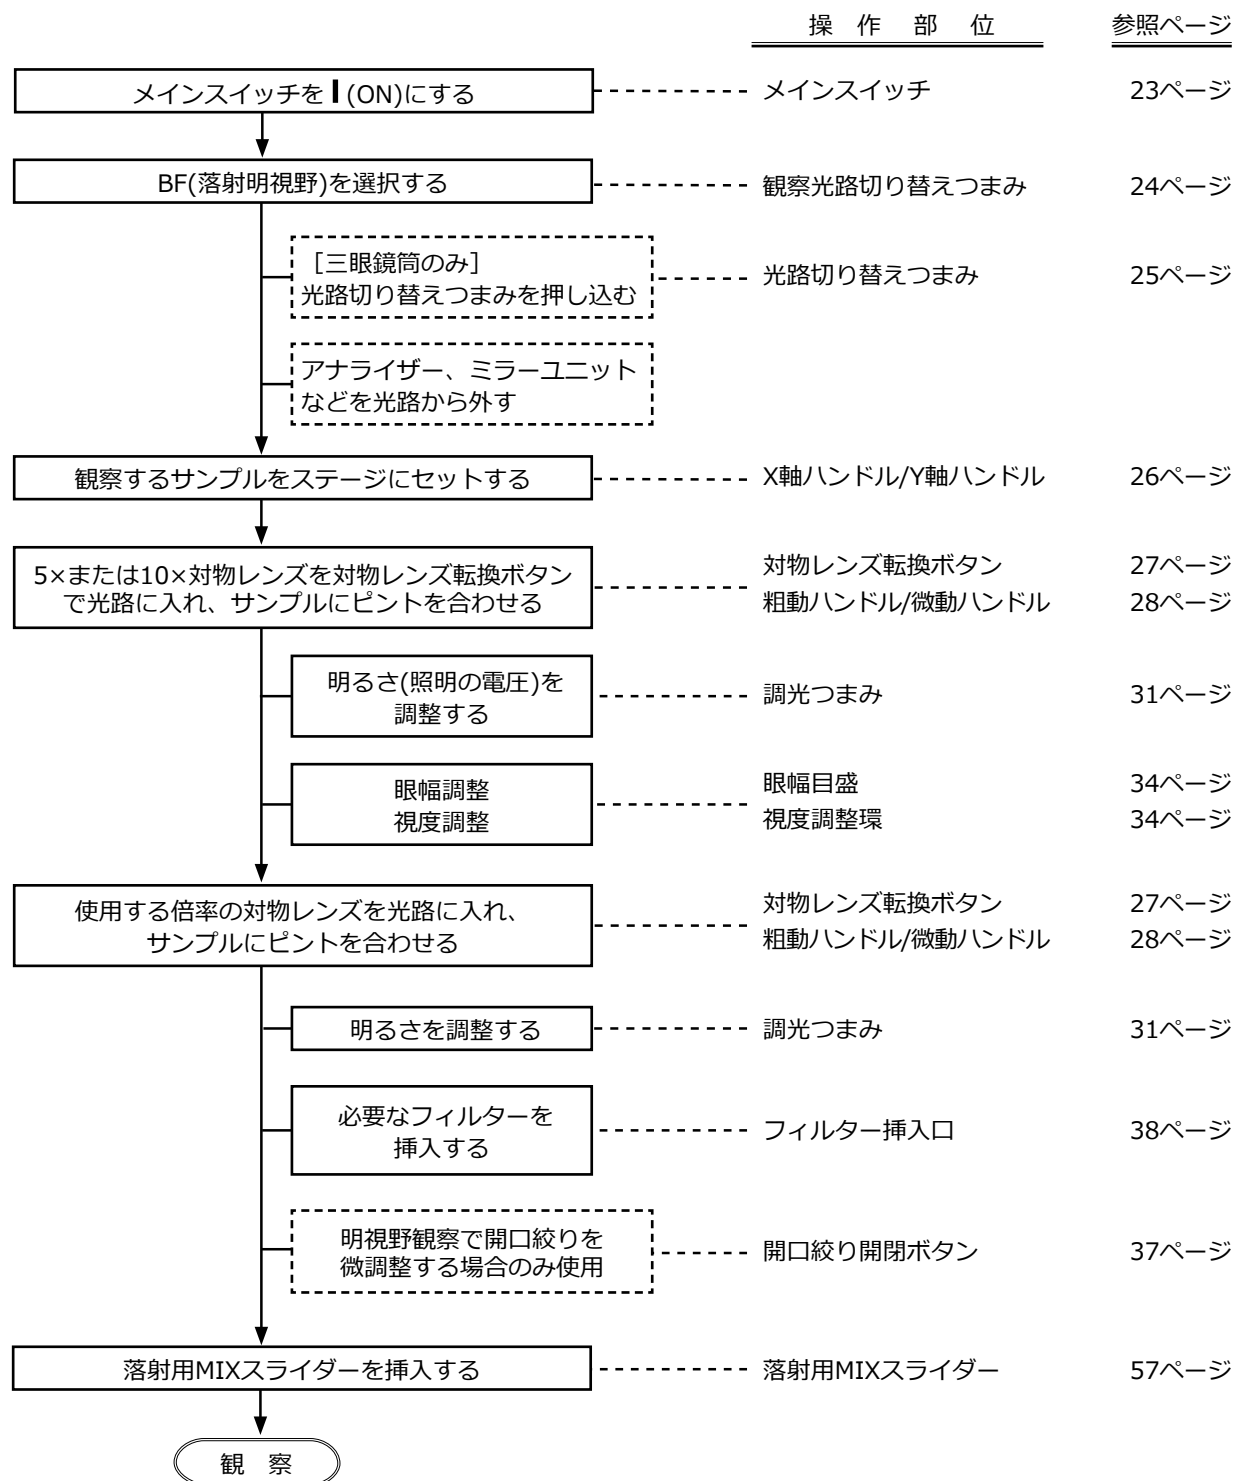 操 作 部 位 参照ページ
メインスイッチを I (ON)にする メインスイッチ 23ページ
BF(落射明視野)を選択する 観察光路切り替えつまみ 24ページ
［三眼鏡筒のみ］
光路切り替えつまみを押し込む 光路切り替えつまみ 25ページ
アナライザー、ミラーユニット
などを光路から外す
観察するサンプルをステージにセットする X軸ハンドル/Y軸ハンドル 26ページ
5×または10×対物レンズを対物レンズ転換ボタン 対物レンズ転換ボタン 27ページ
で光路に入れ、サンプルにピントを合わせる 粗動ハンドル/微動ハンドル 28ページ
明るさ(照明の電圧)を
調整する 調光つまみ 31ページ
眼幅調整 眼幅目盛 34ページ
視度調整 視度調整環 34ページ
使用する倍率の対物レンズを光路に入れ、 対物レンズ転換ボタン 27ページ
サンプルにピントを合わせる 粗動ハンドル/微動ハンドル 28ページ
明るさを調整する 調光つまみ 31ページ
必要なフィルターを
挿入する フィルター挿入口 38ページ
明視野観察で開口絞りを
微調整する場合のみ使用 開口絞り開閉ボタン 37ページ
落射用MIXスライダーを挿入する 落射用MIXスライダー 57ページ
観 察